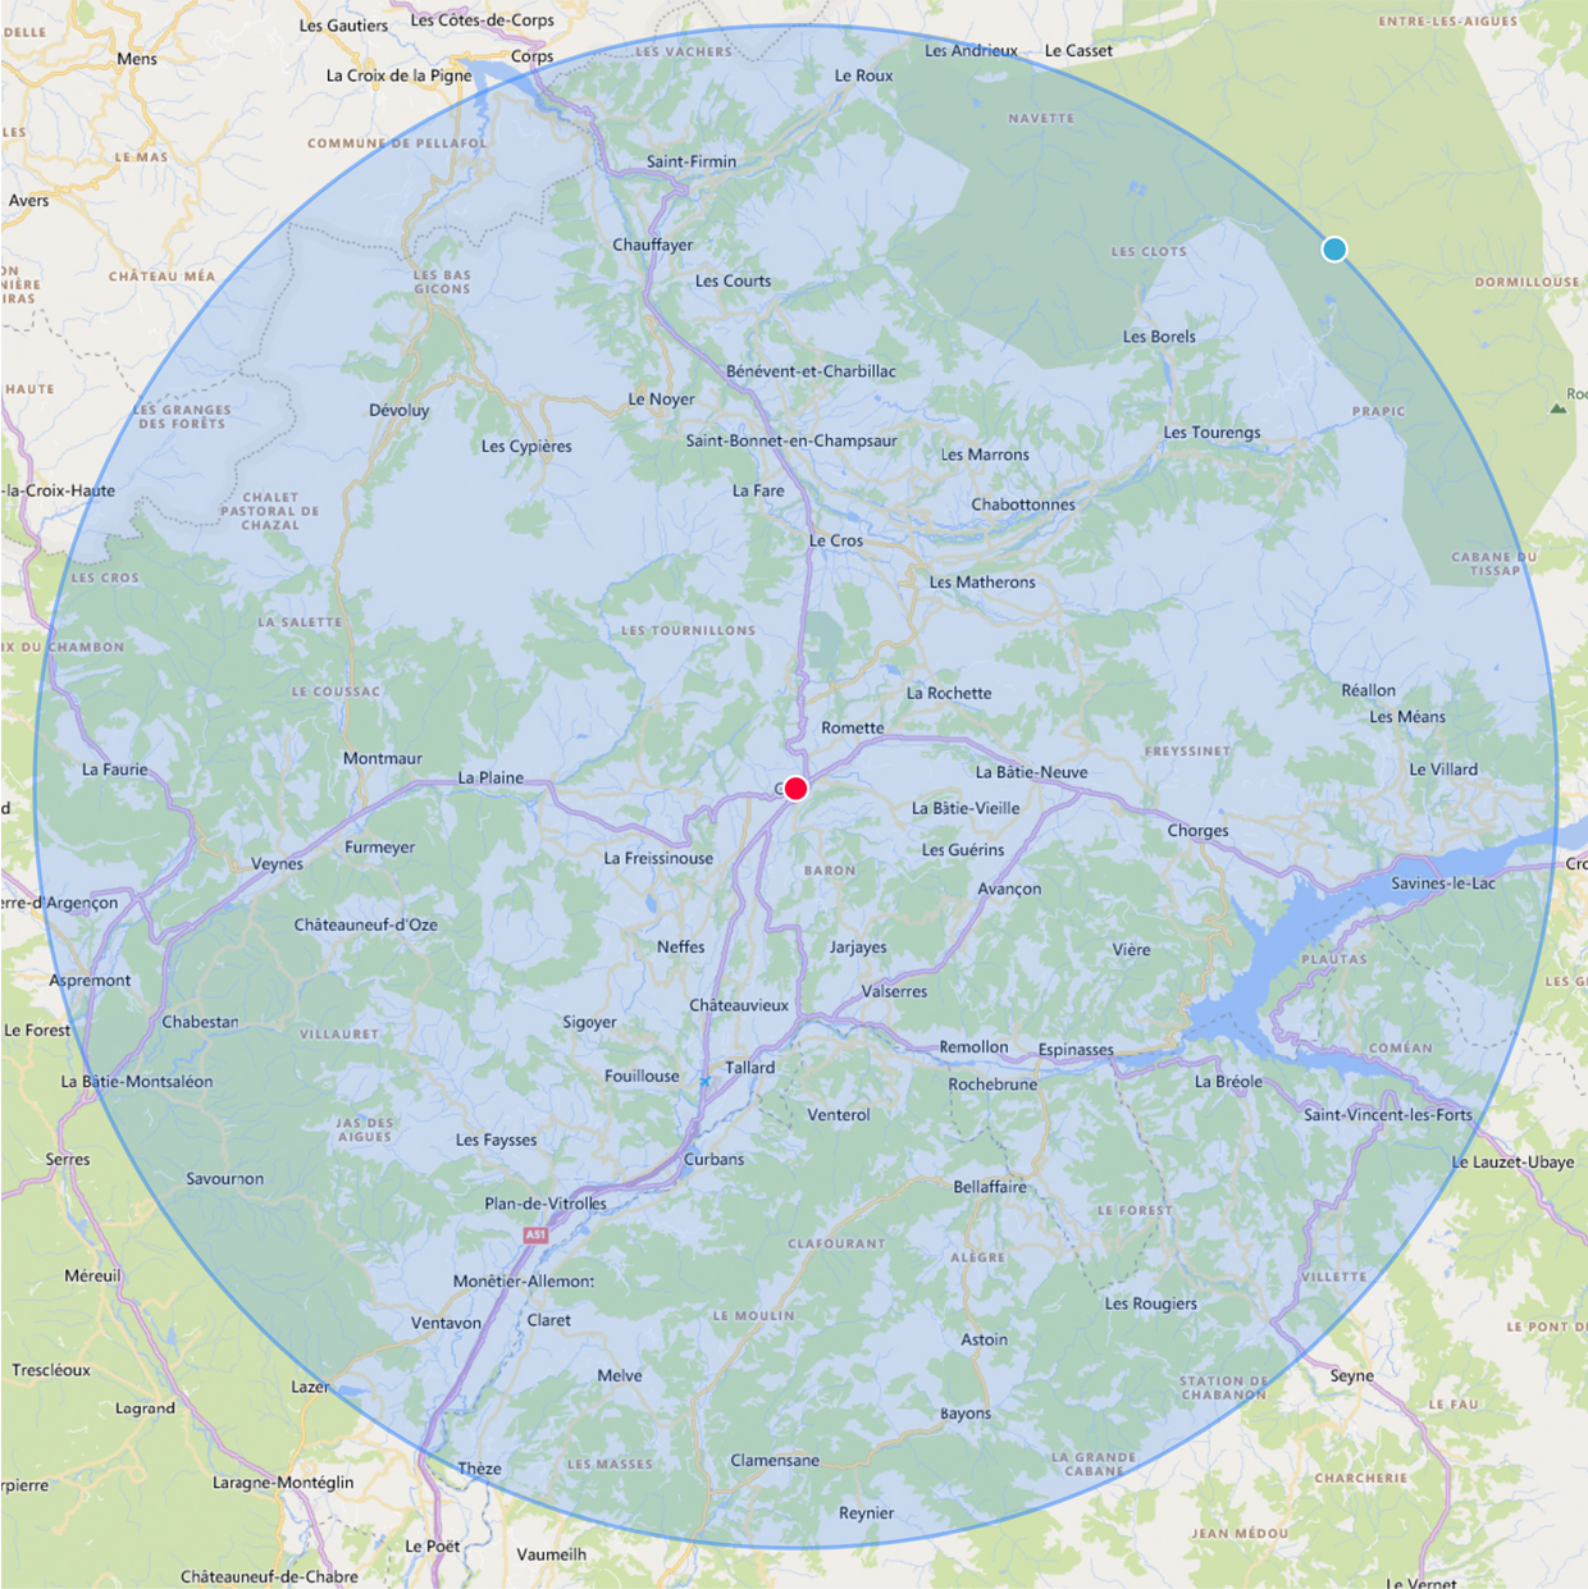 Les Côtes-de-Corps
Les Gautiers
ENTRE-LES-AIGUES
DELLE
Mens
Corps
LES VACHERS
Les Andrieux
Le Casset
La Croix de la Pigne
Le Roux
NAVETTE
LES
LE MAS
COMMUNE DE PELLAFOL
Saint-Firmin
Avers
Chauffayer
LES CLOTS
ON
NIÈRE
IRAS
CHÂTEAU MÉA
LES BAS
GICONS
Les Courts
DORMILLOUSE
Les Borels
HAUTE
Bénévent-et-Charbillac
Roc
LES GRANGES
DES FORÊTS
Dévoluy
Le Noyer
PRAPIC
Les Cypières
Saint-Bonnet-en-Champsaur
Les Tourengs
Les Marrons
-la-Croix-Haute
CHALET
PASTORAL DE
CHAZAL
La Fare
Chabottonnes
Le Cros
CABANE DU
TISSAP
LES CROS
Les Matherons
LA SALETTE
LES TOURNILLONS
IX DU CHAMBON
LE COUSSAC
La Rochette
Réallon
Les Méans
Romette
FREYSSINET
Montmaur
La Faurie
La Plaine
La Bâtie-Neuve
Le Villard
d
La Bâtie-Vieille
Chorges
Furmeyer
La Freissinouse
Les Guérins
Veynes
BARON
Cro
Avançon
Savines-le-Lac
erre-d'Argençon
Châteauneuf-d'Oze
Neffes
Jarjayes
Vière
PLAUTAS
Aspremont
LES G
Valserres
Châteauvieux
Chabestan
Sigoyer
Le Forest
VILLAURET
Remollon
Espinasses
COMÉAN
Tallard
Fouillouse
La Bâtie-Montsaléon
Rochebrune
La Bréole
Venterol
Saint-Vincent-les-Forts
JAS DES
AIGUES
Les Faysses
Serres
Curbans
Le Lauzet-Ubaye
Savournon
Bellaffaire
Plan-de-Vitrolles
LE FOREST
A51
CLAFOURANT
ALÈGRE
Méreuil
Monêtier-Allemont
VILLETTE
Les Rougiers
Ventavon
Claret
LE MOULIN
LE PONT D
Astoin
Trescléoux
Melve
Seyne
Lazer
STATION DE
CHABANON
Lagrand
LE FAU
Bayons
Clamensane
LES MASSES
Thèze
LA GRANDE
CABANE
Laragne-Montéglin
CHARCHERIE
rpierre
Reynier
JEAN MÉDOU
Le Poët
Vaumeilh
Châteauneuf-de-Chabre
Le Vernet